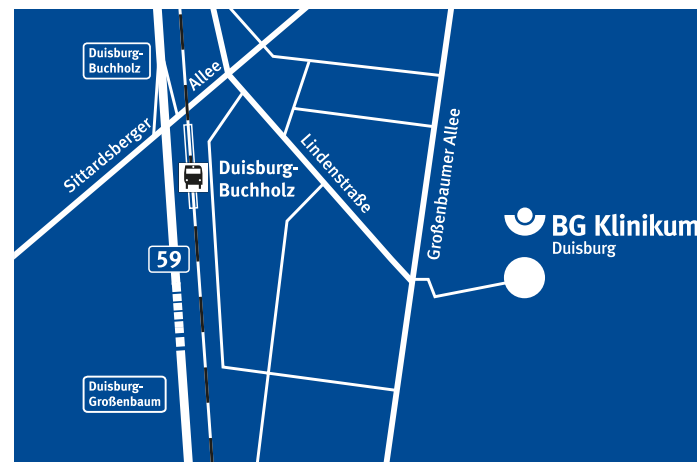 Duisburg-
Buchholz
Sittardsberger Allee
Duisburg-
Buchholz
Lindenstraße
Großenbaumer Allee
BG Klinikum
Duisburg
59
Duisburg-
Großenbaum